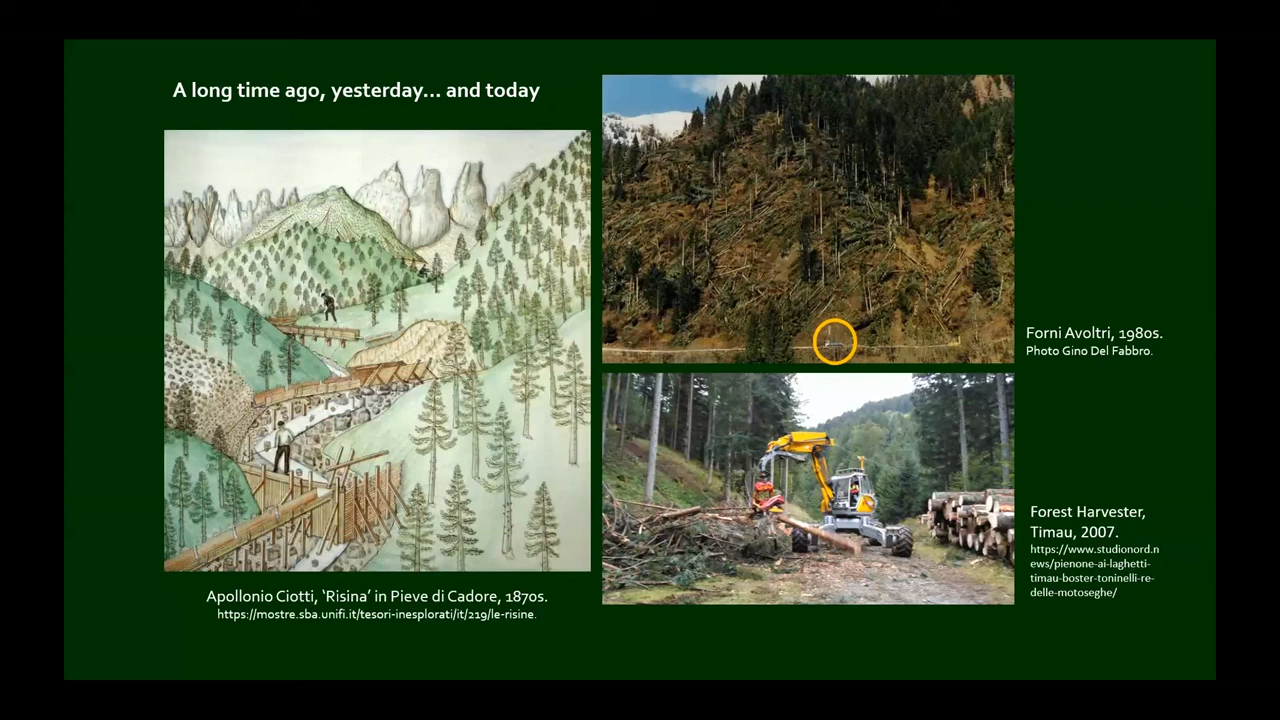 A long time ago, yesterday... and today
Apollonio Ciotti, ‘Risina’ in Pieve di Cadore, 1870s.
https://mostre.sba.unifi.it/tesori-inesplorati/it/219/le-risine.
Forni Avoltri, 1980s.
Photo Gino Del Fabbro.
Forest Harvester,
Timau, 2007.
https://www.studionord.n
ews/pienone-ai-laghetti-
timau-boster-toninelli-re-
delle-motoseghe/